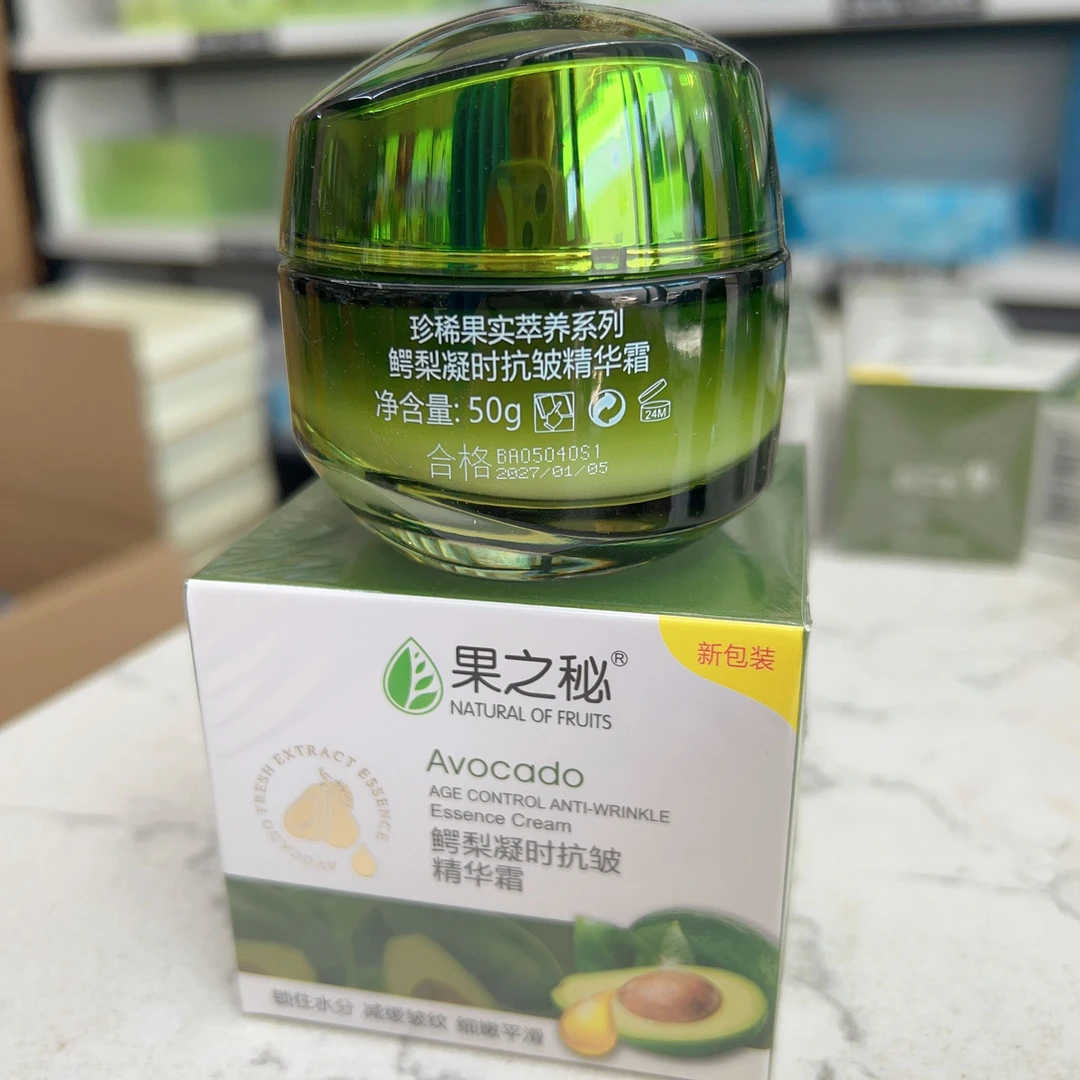 珍稀果实萃养系列
鳄梨凝时抗皱精华霜
净含量: 50g
24M
合格 BA05040S1
2027/01/05
果之秘®
NATURAL OF FRUITS
新包装
AVOCADO FRESH EXTRACT ESSENCE
Avocado
AGE CONTROL ANTI-WRINKLE
Essence Cream
鳄梨凝时抗皱
精华霜
锁住水分 减缓皱纹 细嫩平滑